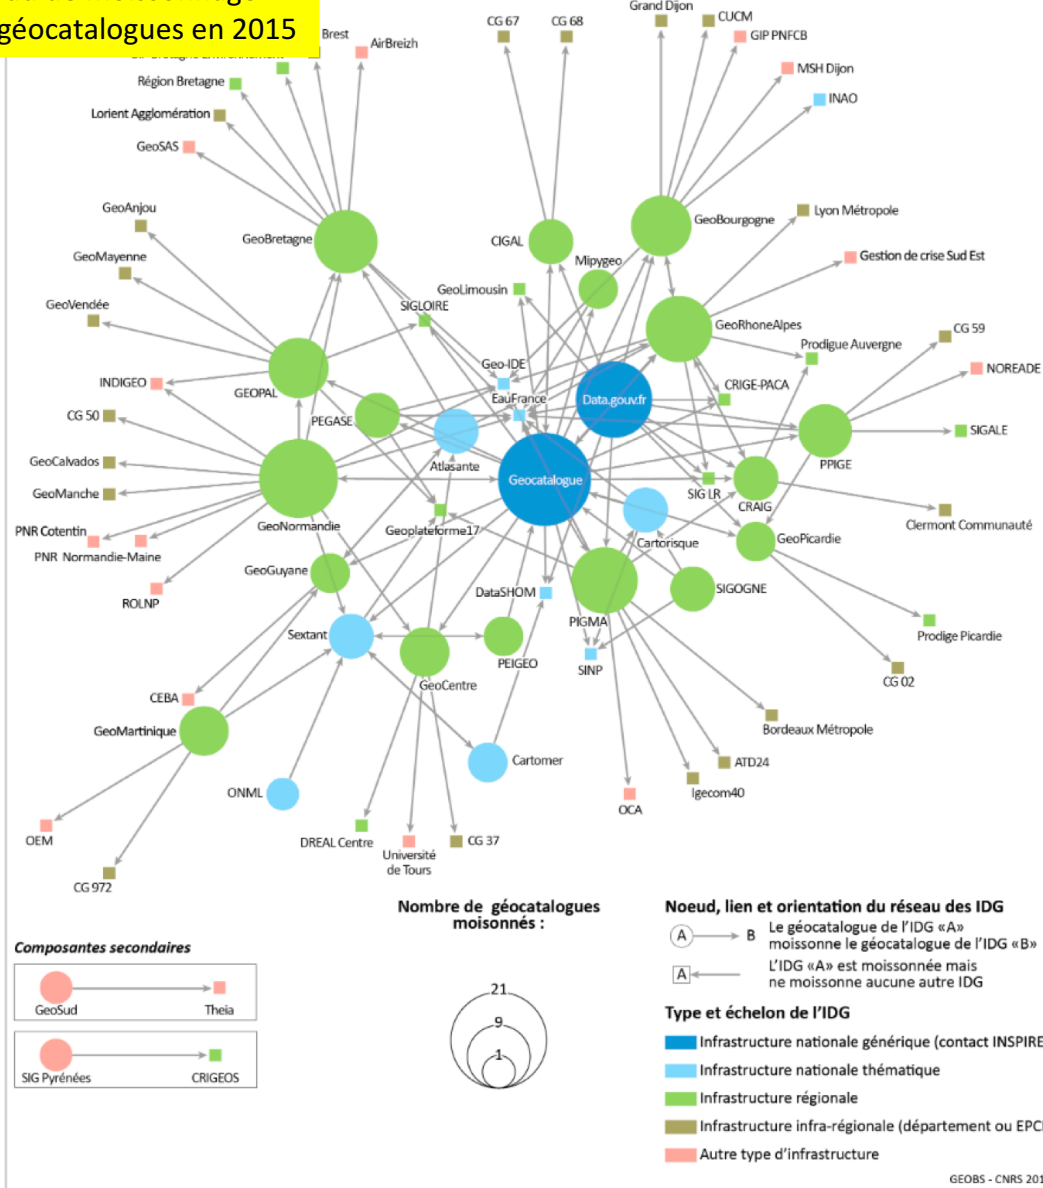 géocatalogues en 2015
Grand Dijon
CUCM
GIP PNFCB
CG 67
CG 68
Brest
AirBreizh
MSH Dijon
Région Bretagne
INAO
Lorient Agglomération
GeoSAS
GeoAnjou
Lyon Métropole
GeoBourgogne
GeoBretagne
CIGAL
GeoMayenne
Mipygeo
Gestion de crise Sud Est
GeoLimousin
GeoVendée
SIGLOIRE
GeoRhoneAlpes
CG 59
Prodigue Auvergne
Geo-IDE
NOREADE
INDIGEO
GEOPAL
CRIGE-PACA
EauFrance
Data.gouv.fr
CG 50
PEGASE
SIGALE
GeoCalvados
Atlasante
PPIGE
Geocatalogue
GeoManche
SIG LR
CRAIG
GeoNormandie
Clermont Communauté
PNR Cotentin
Geoplateforme17
GeoPicardie
Cartorisque
PNR Normandie-Maine
GeoGuyane
DataSHOM
SIGOGNE
ROLNP
PIGMA
Sextant
Prodige Picardie
PEIGEO
SINP
CG 02
GeoCentre
CEBA
GeoMartinique
Bordeaux Métropole
Cartomer
ATD24
ONML
Igecom40
OCA
OEM
DREAL Centre
CG 37
Université
de Tours
CG 972
Nombre de géocatalogues
moisonnés :
21
9
1
Composantes secondaires
GeoSud
Theia
SIG Pyrénées
CRIGEOS
Noeud, lien et orientation du réseau des IDG
A
B
Le géocatalogue de l'IDG «A»
moissonne le géocatalogue de l'IDG «B»
A
L'IDG «A» est moissonnée mais
ne moissonne aucune autre IDG
Type et échelon de l'IDG
Infrastructure nationale générique (contact INSPIRE
Infrastructure nationale thématique
Infrastructure régionale
Infrastructure infra-régionale (département ou EPC
Autre type d'infrastructure
GEOBS - CNRS 201